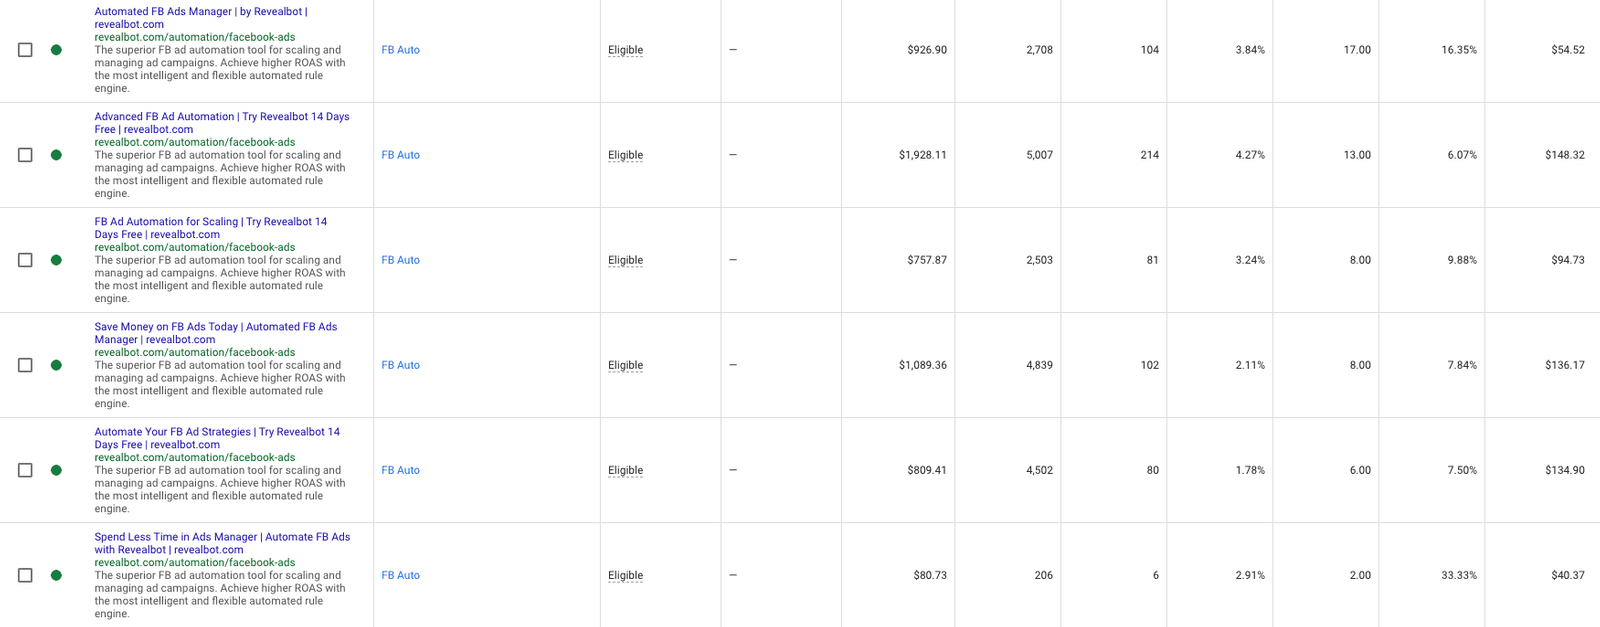 Automated FB Ads Manager | by Revealbot |
revealbot.com
revealbot.com/automation/facebook-ads
The superior FB ad automation tool for scaling and
managing ad campaigns. Achieve higher ROAS with
the most intelligent and flexible automated rule
engine.
FB Auto
Eligible
—
$926.90
2,708
104
3.84%
17.00
16.35%
$54.52
Advanced FB Ad Automation | Try Revealbot 14 Days
Free | revealbot.com
revealbot.com/automation/facebook-ads
The superior FB ad automation tool for scaling and
managing ad campaigns. Achieve higher ROAS with
the most intelligent and flexible automated rule
engine.
FB Auto
Eligible
—
$1,928.11
5,007
214
4.27%
13.00
6.07%
$148.32
FB Ad Automation for Scaling | Try Revealbot 14
Days Free | revealbot.com
revealbot.com/automation/facebook-ads
The superior FB ad automation tool for scaling and
managing ad campaigns. Achieve higher ROAS with
the most intelligent and flexible automated rule
engine.
FB Auto
Eligible
—
$757.87
2,503
81
3.24%
8.00
9.88%
$94.73
Save Money on FB Ads Today | Automated FB Ads
Manager | revealbot.com
revealbot.com/automation/facebook-ads
The superior FB ad automation tool for scaling and
managing ad campaigns. Achieve higher ROAS with
the most intelligent and flexible automated rule
engine.
FB Auto
Eligible
—
$1,089.36
4,839
102
2.11%
8.00
7.84%
$136.17
Automate Your FB Ad Strategies | Try Revealbot 14
Days Free | revealbot.com
revealbot.com/automation/facebook-ads
The superior FB ad automation tool for scaling and
managing ad campaigns. Achieve higher ROAS with
the most intelligent and flexible automated rule
engine.
FB Auto
Eligible
—
$809.41
4,502
80
1.78%
6.00
7.50%
$134.90
Spend Less Time in Ads Manager | Automate FB Ads
with Revealbot | revealbot.com
revealbot.com/automation/facebook-ads
The superior FB ad automation tool for scaling and
managing ad campaigns. Achieve higher ROAS with
the most intelligent and flexible automated rule
engine.
FB Auto
Eligible
—
$80.73
206
6
2.91%
2.00
33.33%
$40.37